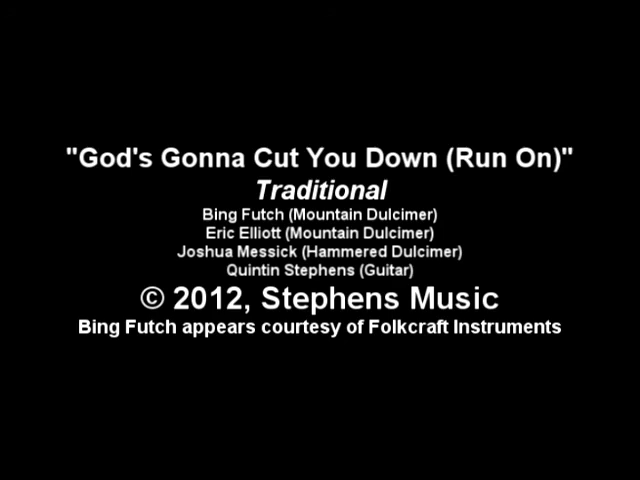 "God's Gonna Cut You Down (Run On)"
Traditional
Bing Futch (Mountain Dulcimer)
Eric Elliott (Mountain Dulcimer)
Joshua Messick (Hammered Dulcimer)
Quintin Stephens (Guitar)
© 2012, Stephens Music
Bing Futch appears courtesy of Folkcraft Instruments